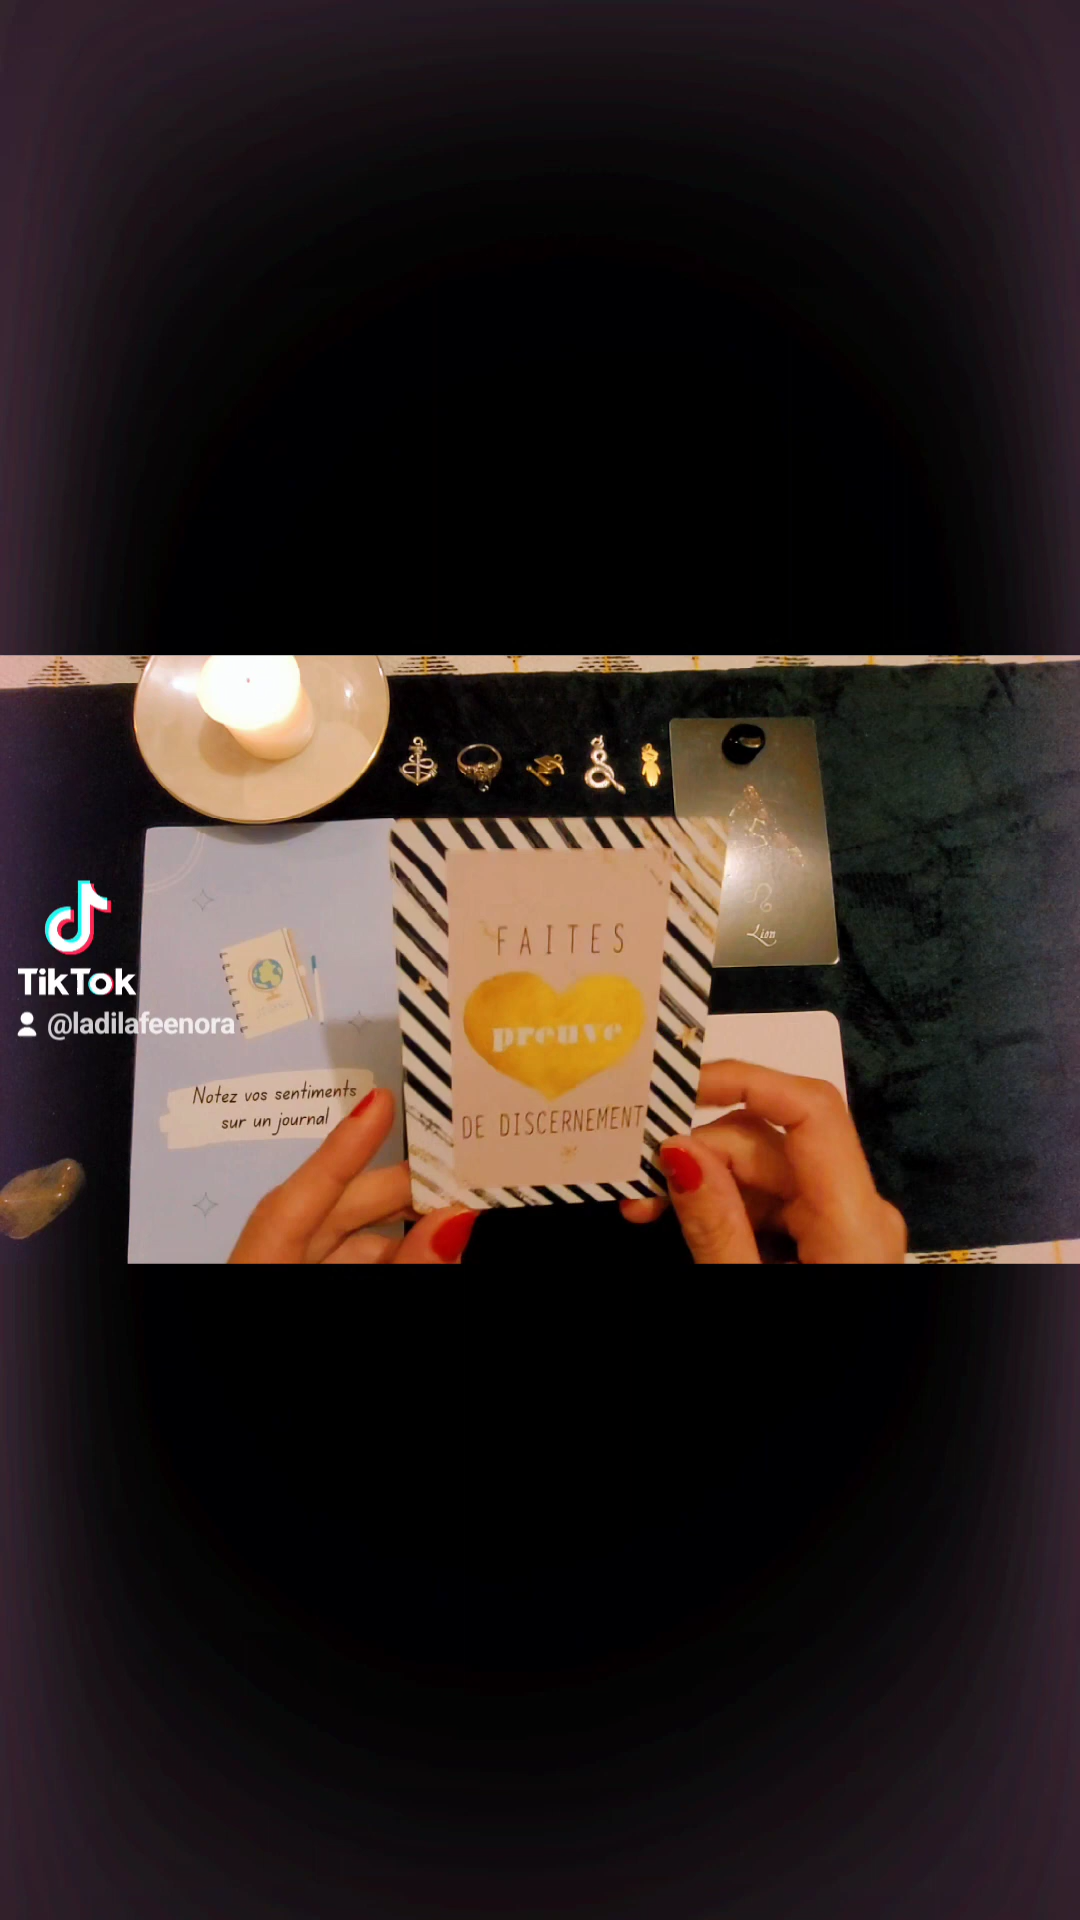 FAITES
preuve
DE DISCERNEMENT
Notez vos sentiments
sur un journal
Lion
TikTok
@ladilafeenora